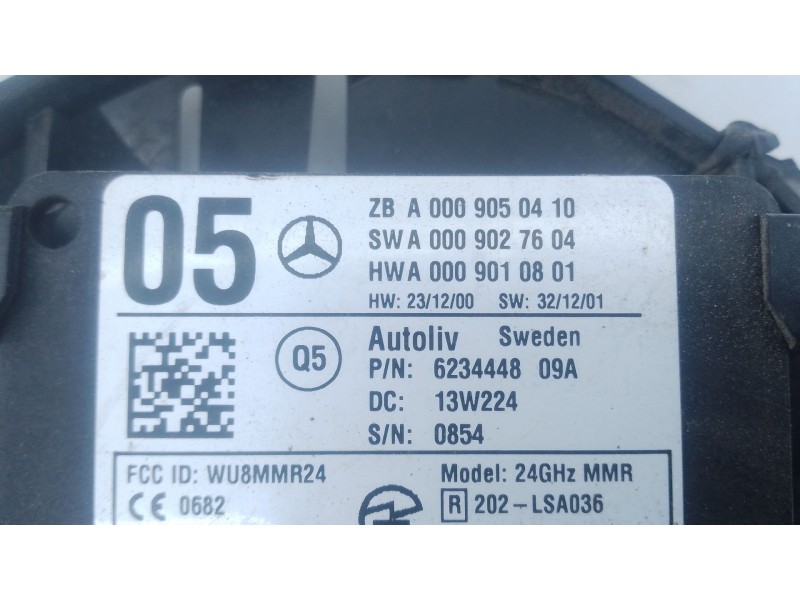 05
ZB A 000 905 04 10
SW A 000 902 76 04
HW A 000 901 08 01
HW: 23/12/00 SW: 32/12/01
Q5
Autoliv Sweden
P/N: 6234448 09A
DC: 13W224
S/N: 0854
FCC ID: WU8MMR24
Model: 24GHz MMR
CE 0682
R 202-LSA036